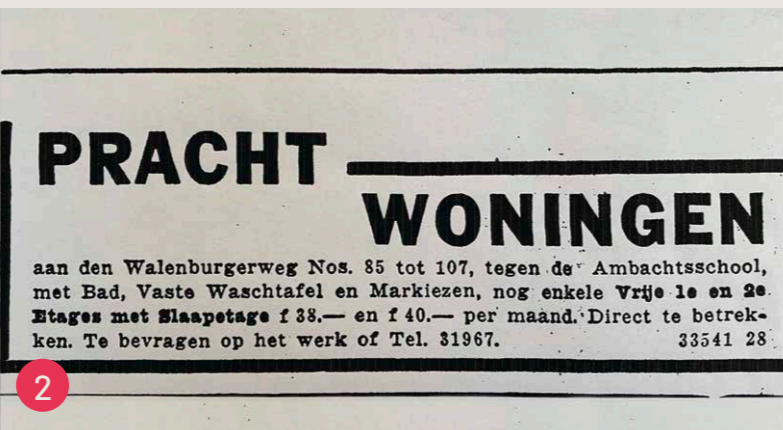 PRACHT
WONINGEN
aan den Walenburgerweg Nos. 85 tot 107, tegen de Ambachtsschool,
met Bad, Vaste Waschtafel en Markiezen, nog enkele Vrije 1e en 2e
Etages met Slaapetage f 38.— en f 40.— per maand. Direct te betrek-
ken. Te bevragen op het werk of Tel. 31967. 33541 28
2